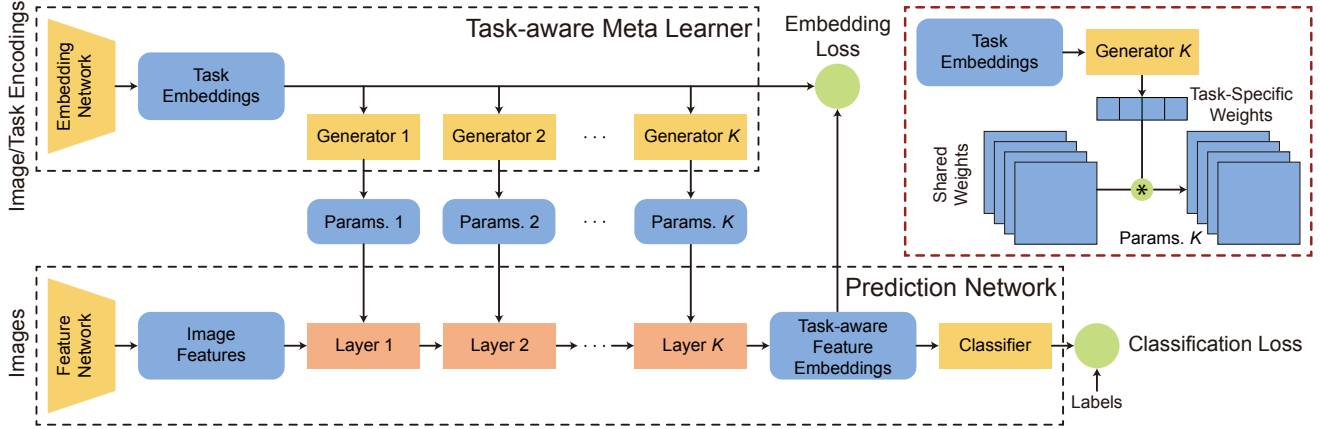 Image/Task Encodings
Embedding
Network
Task
Embeddings
Task-aware Meta Learner
Generator 1
Generator 2
. . .
Generator K
Embedding
Loss
Params. 1
Params. 2
. . .
Params. K
Images
Feature
Network
Image
Features
Layer 1
Layer 2
. . .
Layer K
Prediction Network
Task-aware
Feature
Embeddings
Classifier
Classification Loss
Labels
Task
Embeddings
Generator K
Task-Specific
Weights
Shared
Weights
*
Params. K